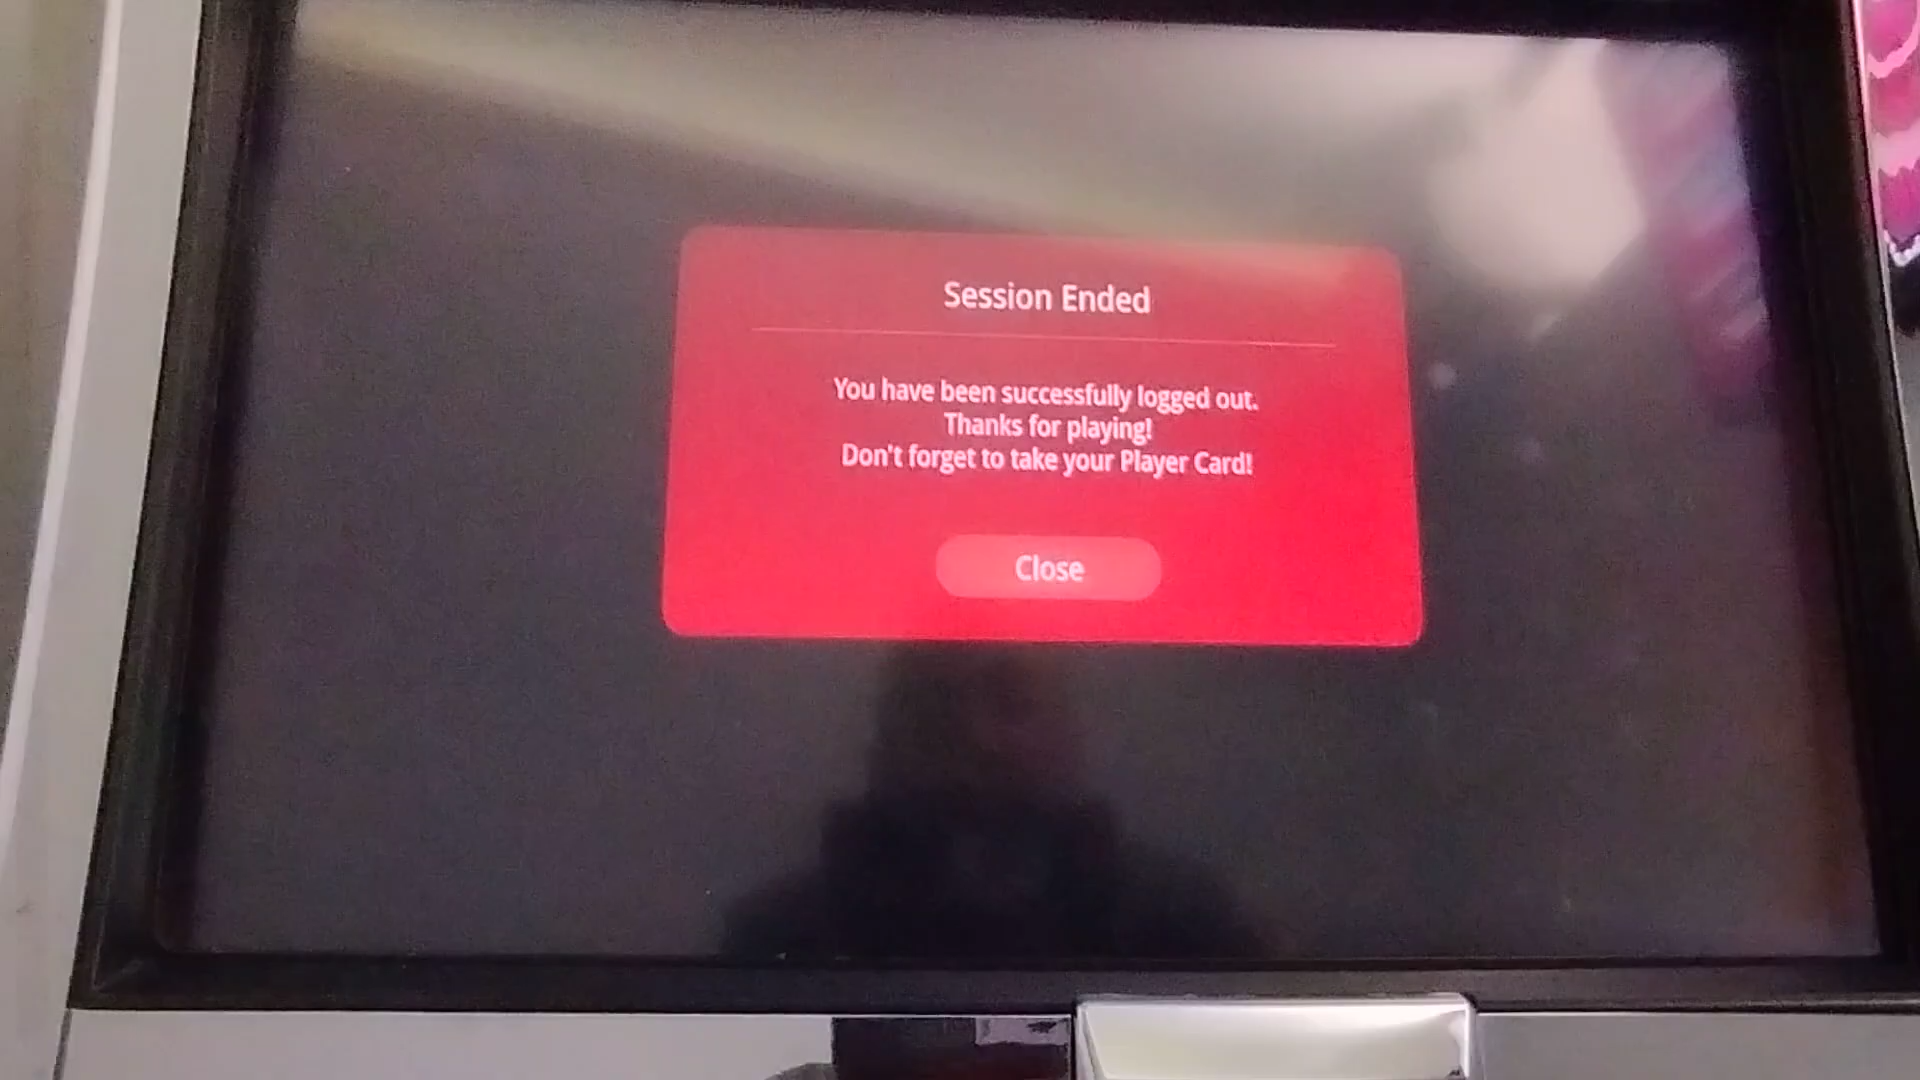 Session Ended
You have been successfully logged out.
Thanks for playing!
Don't forget to take your Player Card!
Close